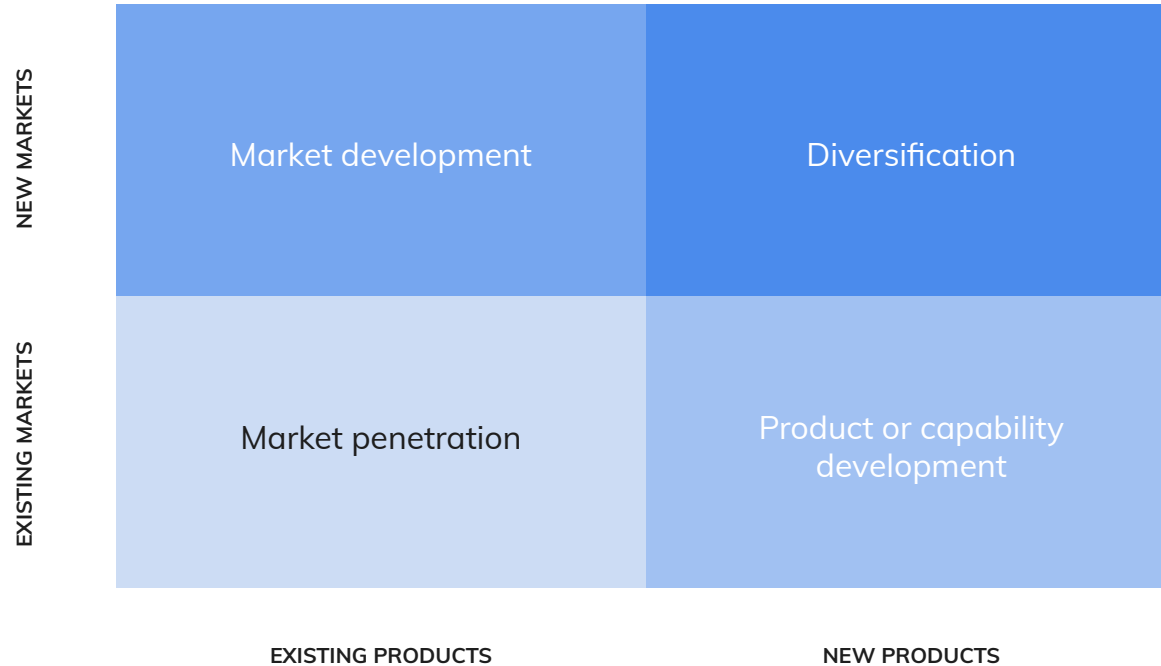 NEW MARKETS
Market development
Diversification
EXISTING MARKETS
Market penetration
Product or capability
development
EXISTING PRODUCTS
NEW PRODUCTS